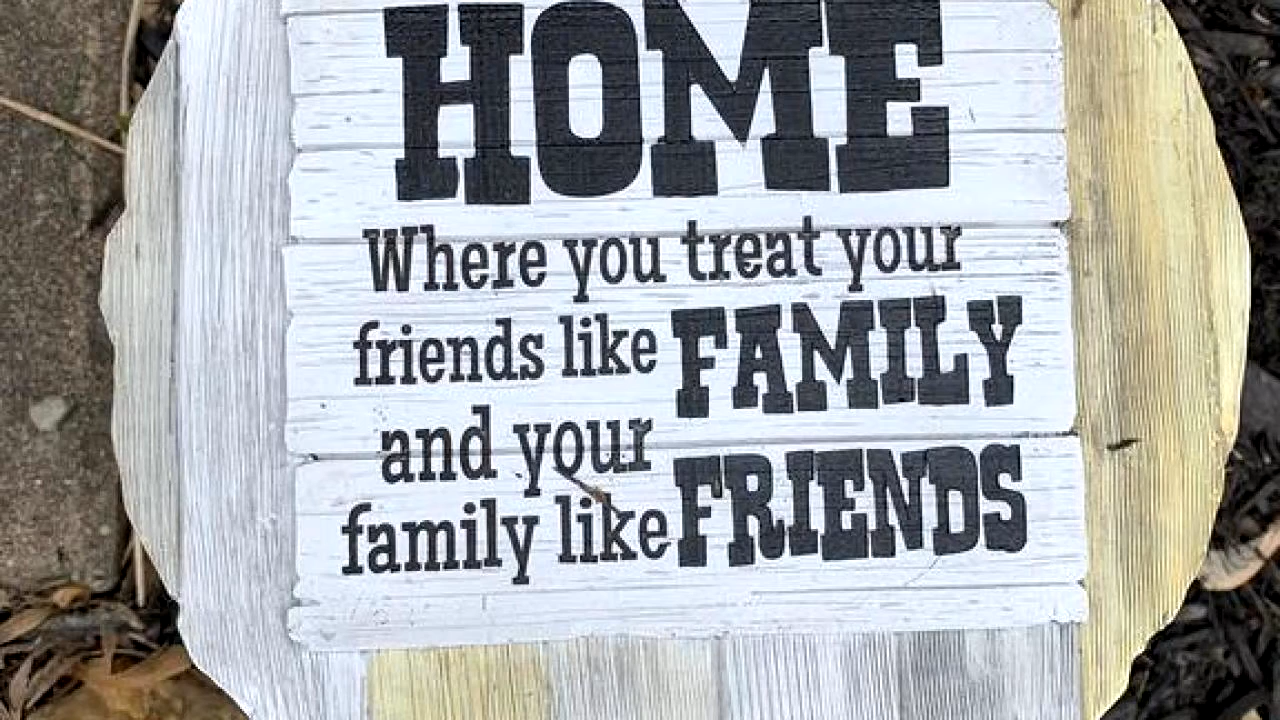 HOME
Where you treat your
friends like FAMILY
and your
family like FRIENDS